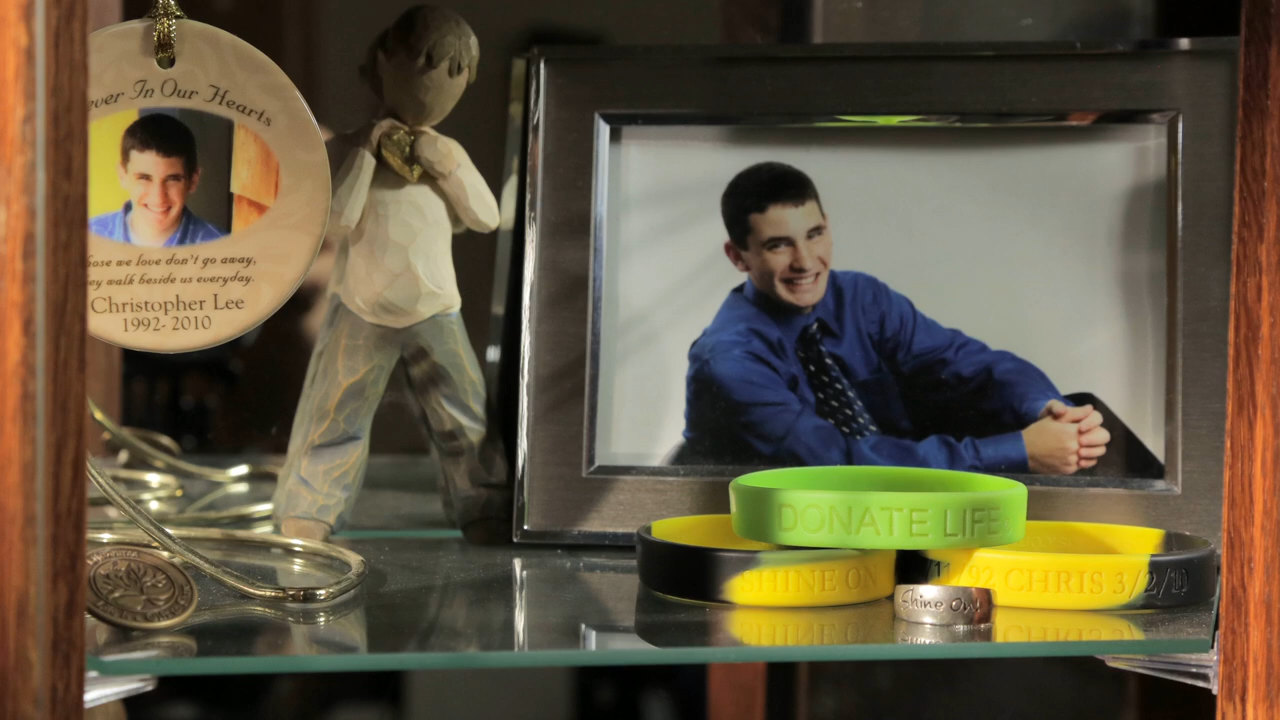 ever In Our Hearts
hose we love don't go away,
ey walk beside us everyday.
Christopher Lee
1992-2010
DONATE LIFE
SHINE ON
92 CHRIS 3/2/10
Shine On!